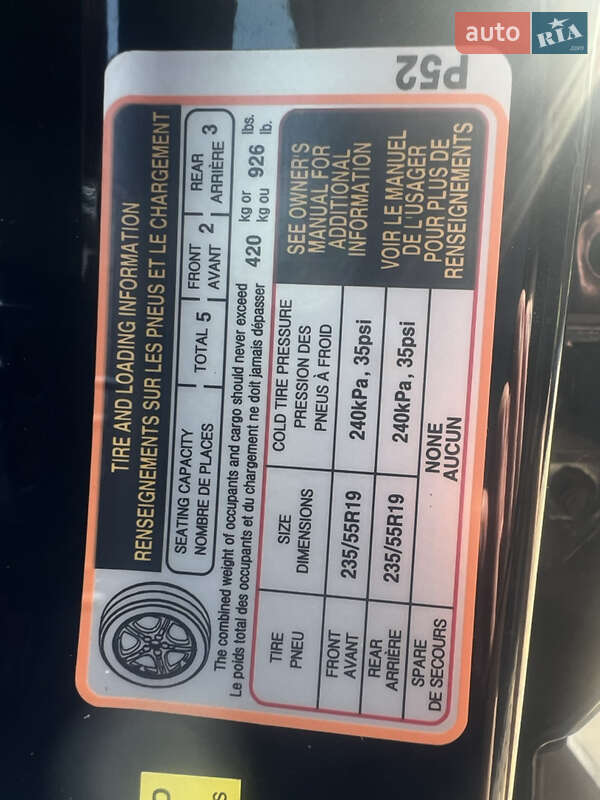 auto RIA .com
P52
TIRE AND LOADING INFORMATION
RENSEIGNEMENTS SUR LES PNEUS ET LE CHARGEMENT
SEATING CAPACITY
NOMBRE DE PLACES
TOTAL 5
FRONT
AVANT 2
REAR
ARRIÈRE 3
The combined weight of occupants and cargo should never exceed
Le poids total des occupants et du chargement ne doit jamais dépasser
420 kg or
kg ou
926 lbs.
lb.
TIRE
PNEU
SIZE
DIMENSIONS
COLD TIRE PRESSURE
PRESSION DES
PNEUS À FROID
FRONT
AVANT
235/55R19
240kPa, 35psi
REAR
ARRIÈRE
235/55R19
240kPa, 35psi
SPARE
DE SECOURS
NONE
AUCUN
SEE OWNER'S
MANUAL FOR
ADDITIONAL
INFORMATION
VOIR LE MANUEL
DE L'USAGER
POUR PLUS DE
RENSEIGNEMENTS